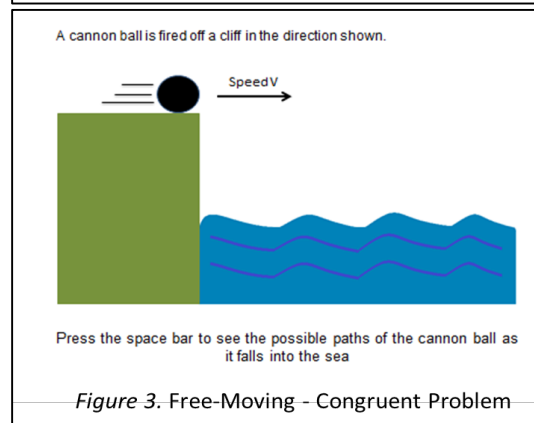 A cannon ball is fired off a cliff in the direction shown.
Speed V
Press the space bar to see the possible paths of the cannon ball as
it falls into the sea
Figure 3. Free-Moving - Congruent Problem